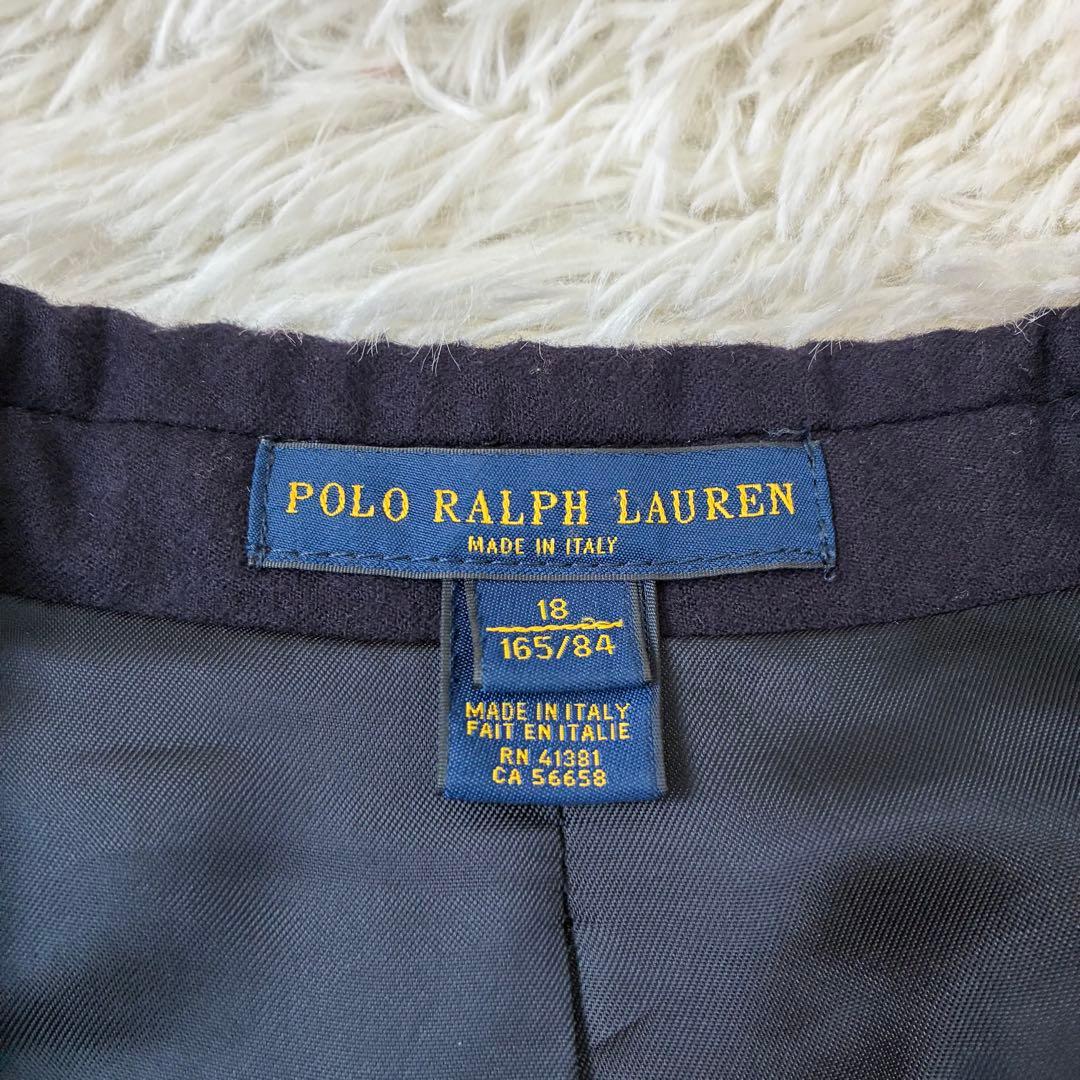 POLO RALPH LAUREN
MADE IN ITALY
18
165/84
MADE IN ITALY
FAIT EN ITALIE
RN 41381
CA 56658